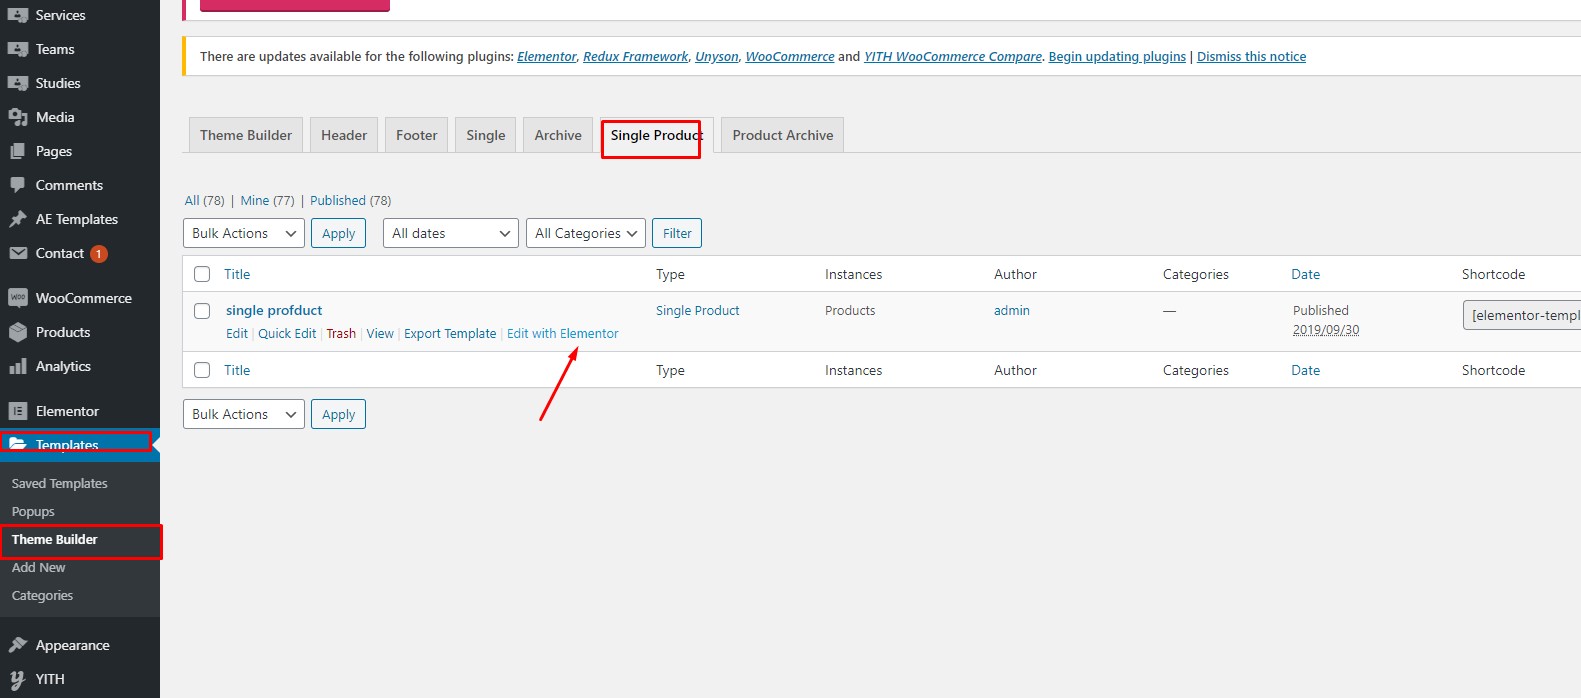 Services
Teams
Studies
Media
Pages
Comments
AE Templates
Contact 1
WooCommerce
Products
Analytics
Elementor
Templates
Saved Templates
Popups
Theme Builder
Add New
Categories
Appearance
YITH
There are updates available for the following plugins: Elementor, Redux Framework, Unyson, WooCommerce and YITH WooCommerce Compare. Begin updating plugins | Dismiss this notice
Theme Builder Header Footer Single Archive Single Product Product Archive
All (78) | Mine (77) | Published (78)
Bulk Actions Apply All dates All Categories Filter
Title Type Instances Author Categories Date Shortcode
single profduct Single Product Products admin — Published [elementor-templ
Edit | Quick Edit | Trash | View | Export Template | Edit with Elementor 2019/09/30
Title Type Instances Author Categories Date Shortcode
Bulk Actions Apply